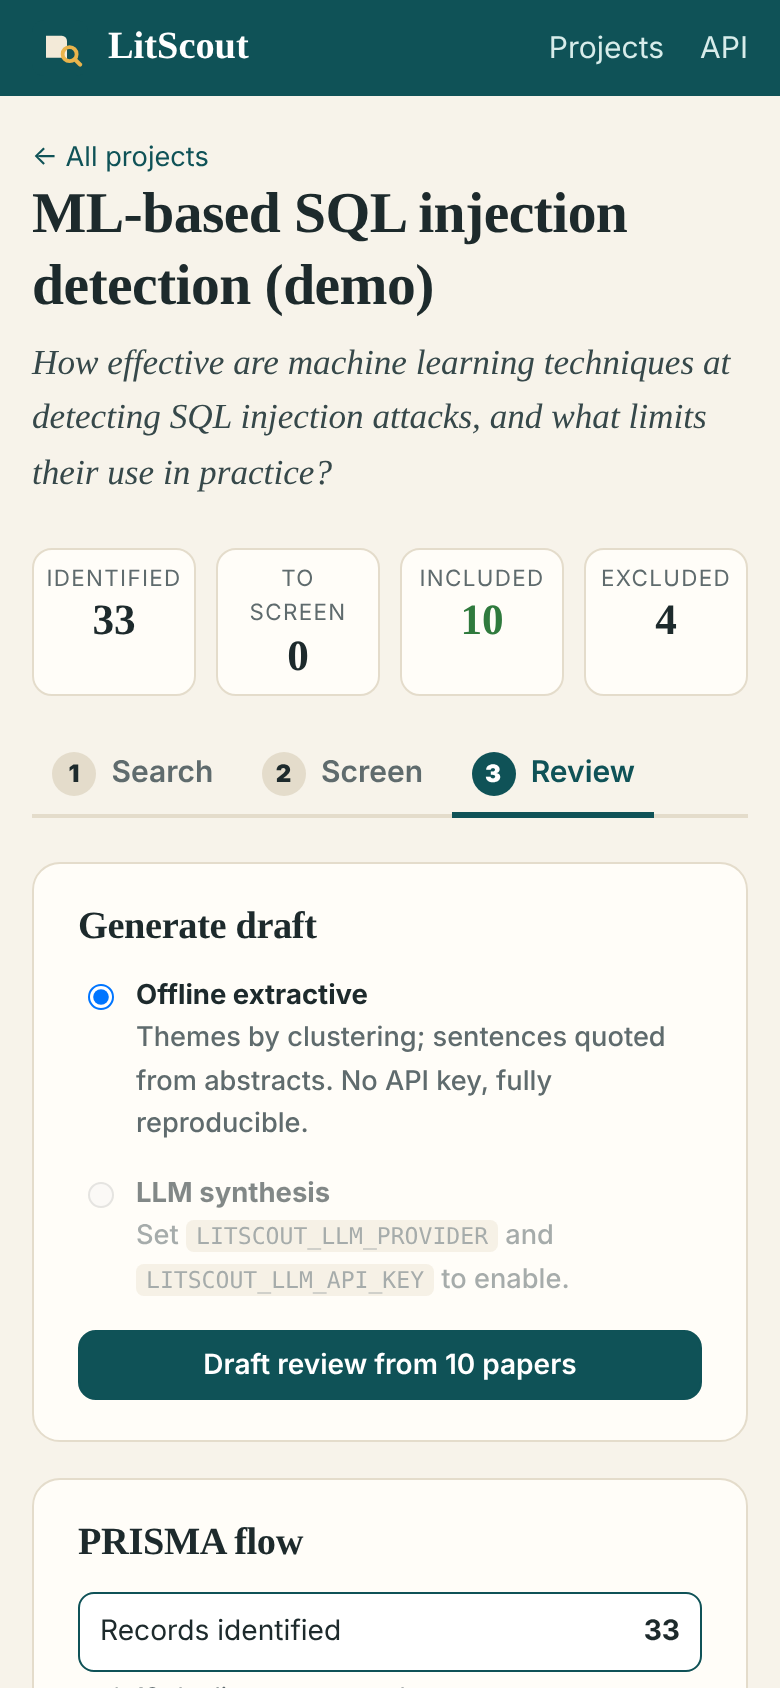 LitScout
Projects API
← All projects
ML-based SQL injection
detection (demo)
How effective are machine learning techniques at
detecting SQL injection attacks, and what limits
their use in practice?
IDENTIFIED
33
TO
SCREEN
0
INCLUDED
10
EXCLUDED
4
1 Search
2 Screen
3 Review
Generate draft
Offline extractive
Themes by clustering; sentences quoted
from abstracts. No API key, fully
reproducible.
LLM synthesis
Set LITSCOUT_LLM_PROVIDER and
LITSCOUT_LLM_API_KEY to enable.
Draft review from 10 papers
PRISMA flow
Records identified 33